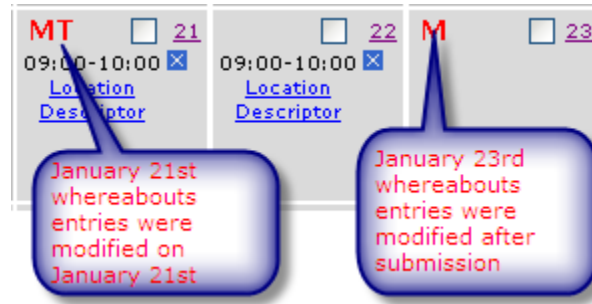 MT 21 22 M 23
09:00-10:00 09:00-10:00
Location Location
Descriptor Descriptor
January 21st
whereabouts
entries were
modified on
January 21st
January 23rd
whereabouts
entries were
modified after
submission